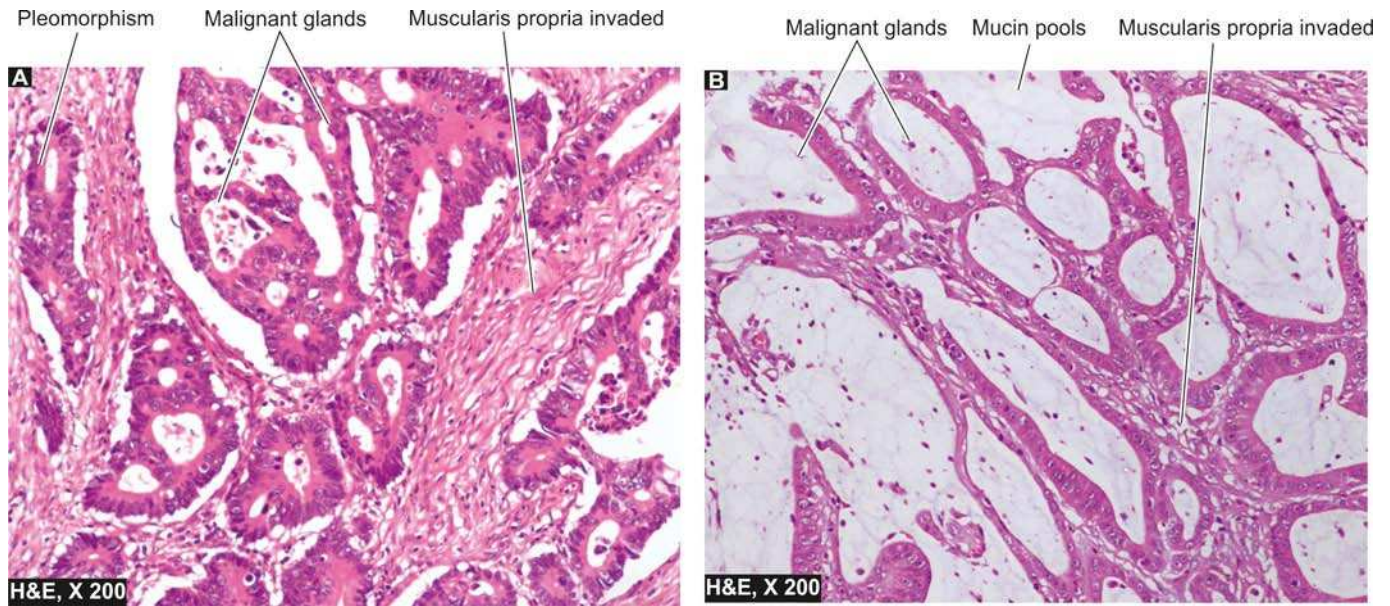 Pleomorphism
Malignant glands
Muscularis propria invaded
A
H&E, X 200
Malignant glands
Mucin pools
Muscularis propria invaded
B
H&E, X 200